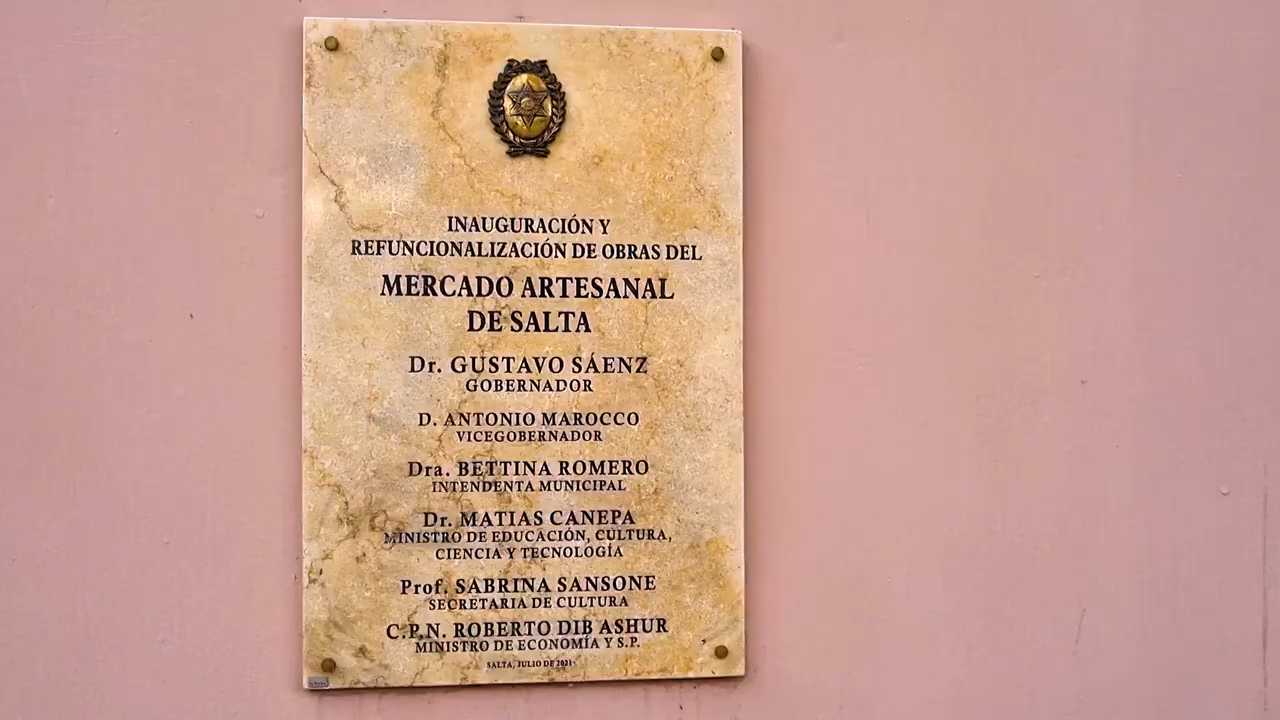 INAUGURACIÓN Y
REFUNCIONALIZACIÓN DE OBRAS DEL
MERCADO ARTESANAL
DE SALTA
Dr. GUSTAVO SÁENZ
GOBERNADOR
D. ANTONIO MAROCCO
VICEGOBERNADOR
Dra. BETTINA ROMERO
INTENDENTA MUNICIPAL
Dr. MATIAS CANEPA
MINISTRO DE EDUCACIÓN, CULTURA,
CIENCIA Y TECNOLOGÍA
Prof. SABRINA SANSONE
SECRETARIA DE CULTURA
C.P.N. ROBERTO DIB ASHUR
MINISTRO DE ECONOMÍA Y S.P.
SALTA, JULIO DE 2021-